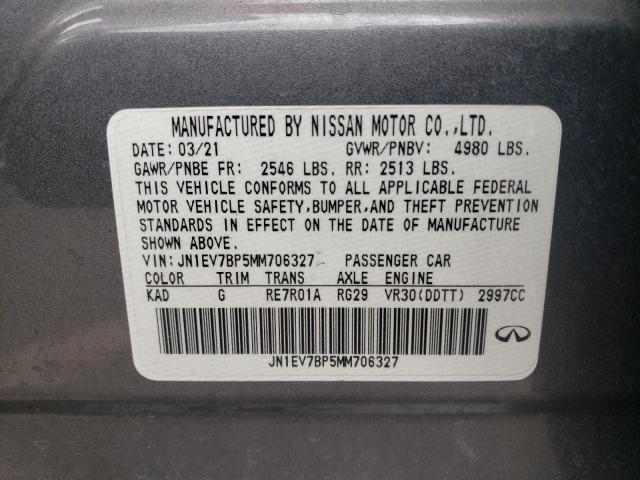 MANUFACTURED BY NISSAN MOTOR CO.,LTD.
DATE: 03/21 GVWR/PNBV: 4980 LBS.
GAWR/PNBE FR: 2546 LBS. RR: 2513 LBS.
THIS VEHICLE CONFORMS TO ALL APPLICABLE FEDERAL
MOTOR VEHICLE SAFETY,BUMPER,AND THEFT PREVENTION
STANDARDS IN EFFECT ON THE DATE OF MANUFACTURE
SHOWN ABOVE.
VIN:JN1EV7BP5MM706327 PASSENGER CAR
COLOR TRIM TRANS AXLE ENGINE
KAD G RE7R01A RG29 VR30(DDTT) 2997CC
JN1EV7BP5MM706327